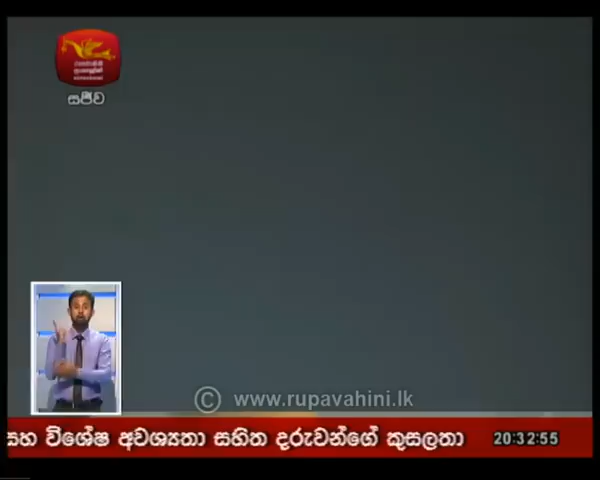 සජීව
© www.rupavahini.lk
සහ විශේෂ අවශ්‍යතා සහිත දරුවන්ගේ කුසලතා
20:32:55